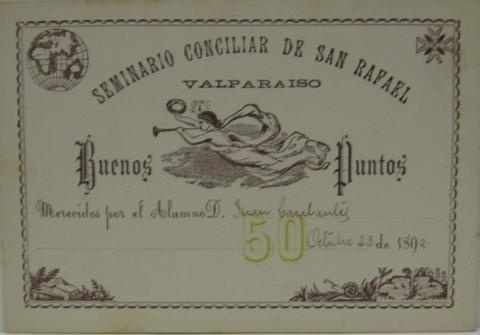 SEMINARIO CONCILIAR DE SAN RAFAEL
VALPARAISO
Buenos Puntos
Merecidos por el Alumno D. Juan
50
Octubre 23 de 1892